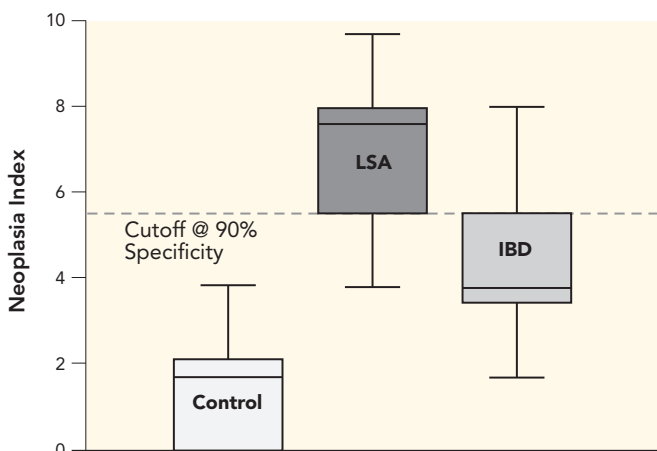 10
8
6
4
2
0
Neoplasia Index
Cutoff @ 90%
Specificity
Control
LSA
IBD